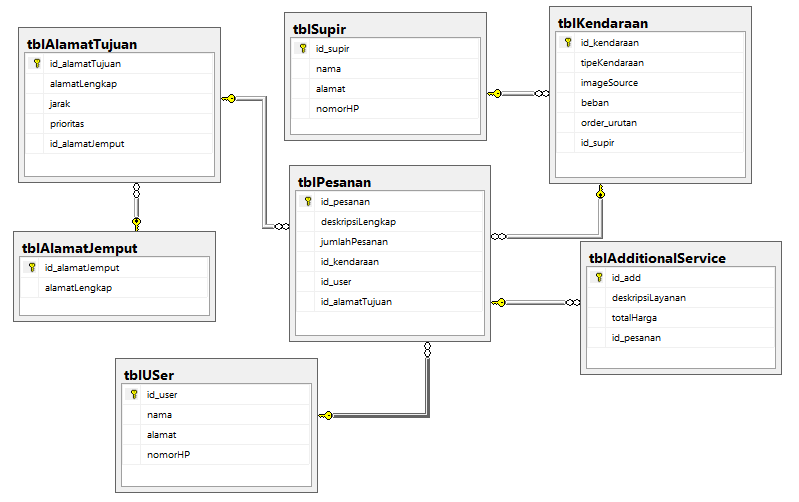 tblAlamatTujuan
id_alamatTujuan
alamatLengkap
jarak
prioritas
id_alamatJemput
tblSupir
id_supir
nama
alamat
nomorHP
tblKendaraan
id_kendaraan
tipeKendaraan
imageSource
beban
order_urutan
id_supir
tblPesanan
id_pesanan
deskripsiLengkap
jumlahPesanan
id_kendaraan
id_user
id_alamatTujuan
tblAlamatJemput
id_alamatJemput
alamatLengkap
tblAdditionalService
id_add
deskripsiLayanan
totalHarga
id_pesanan
tblUSer
id_user
nama
alamat
nomorHP